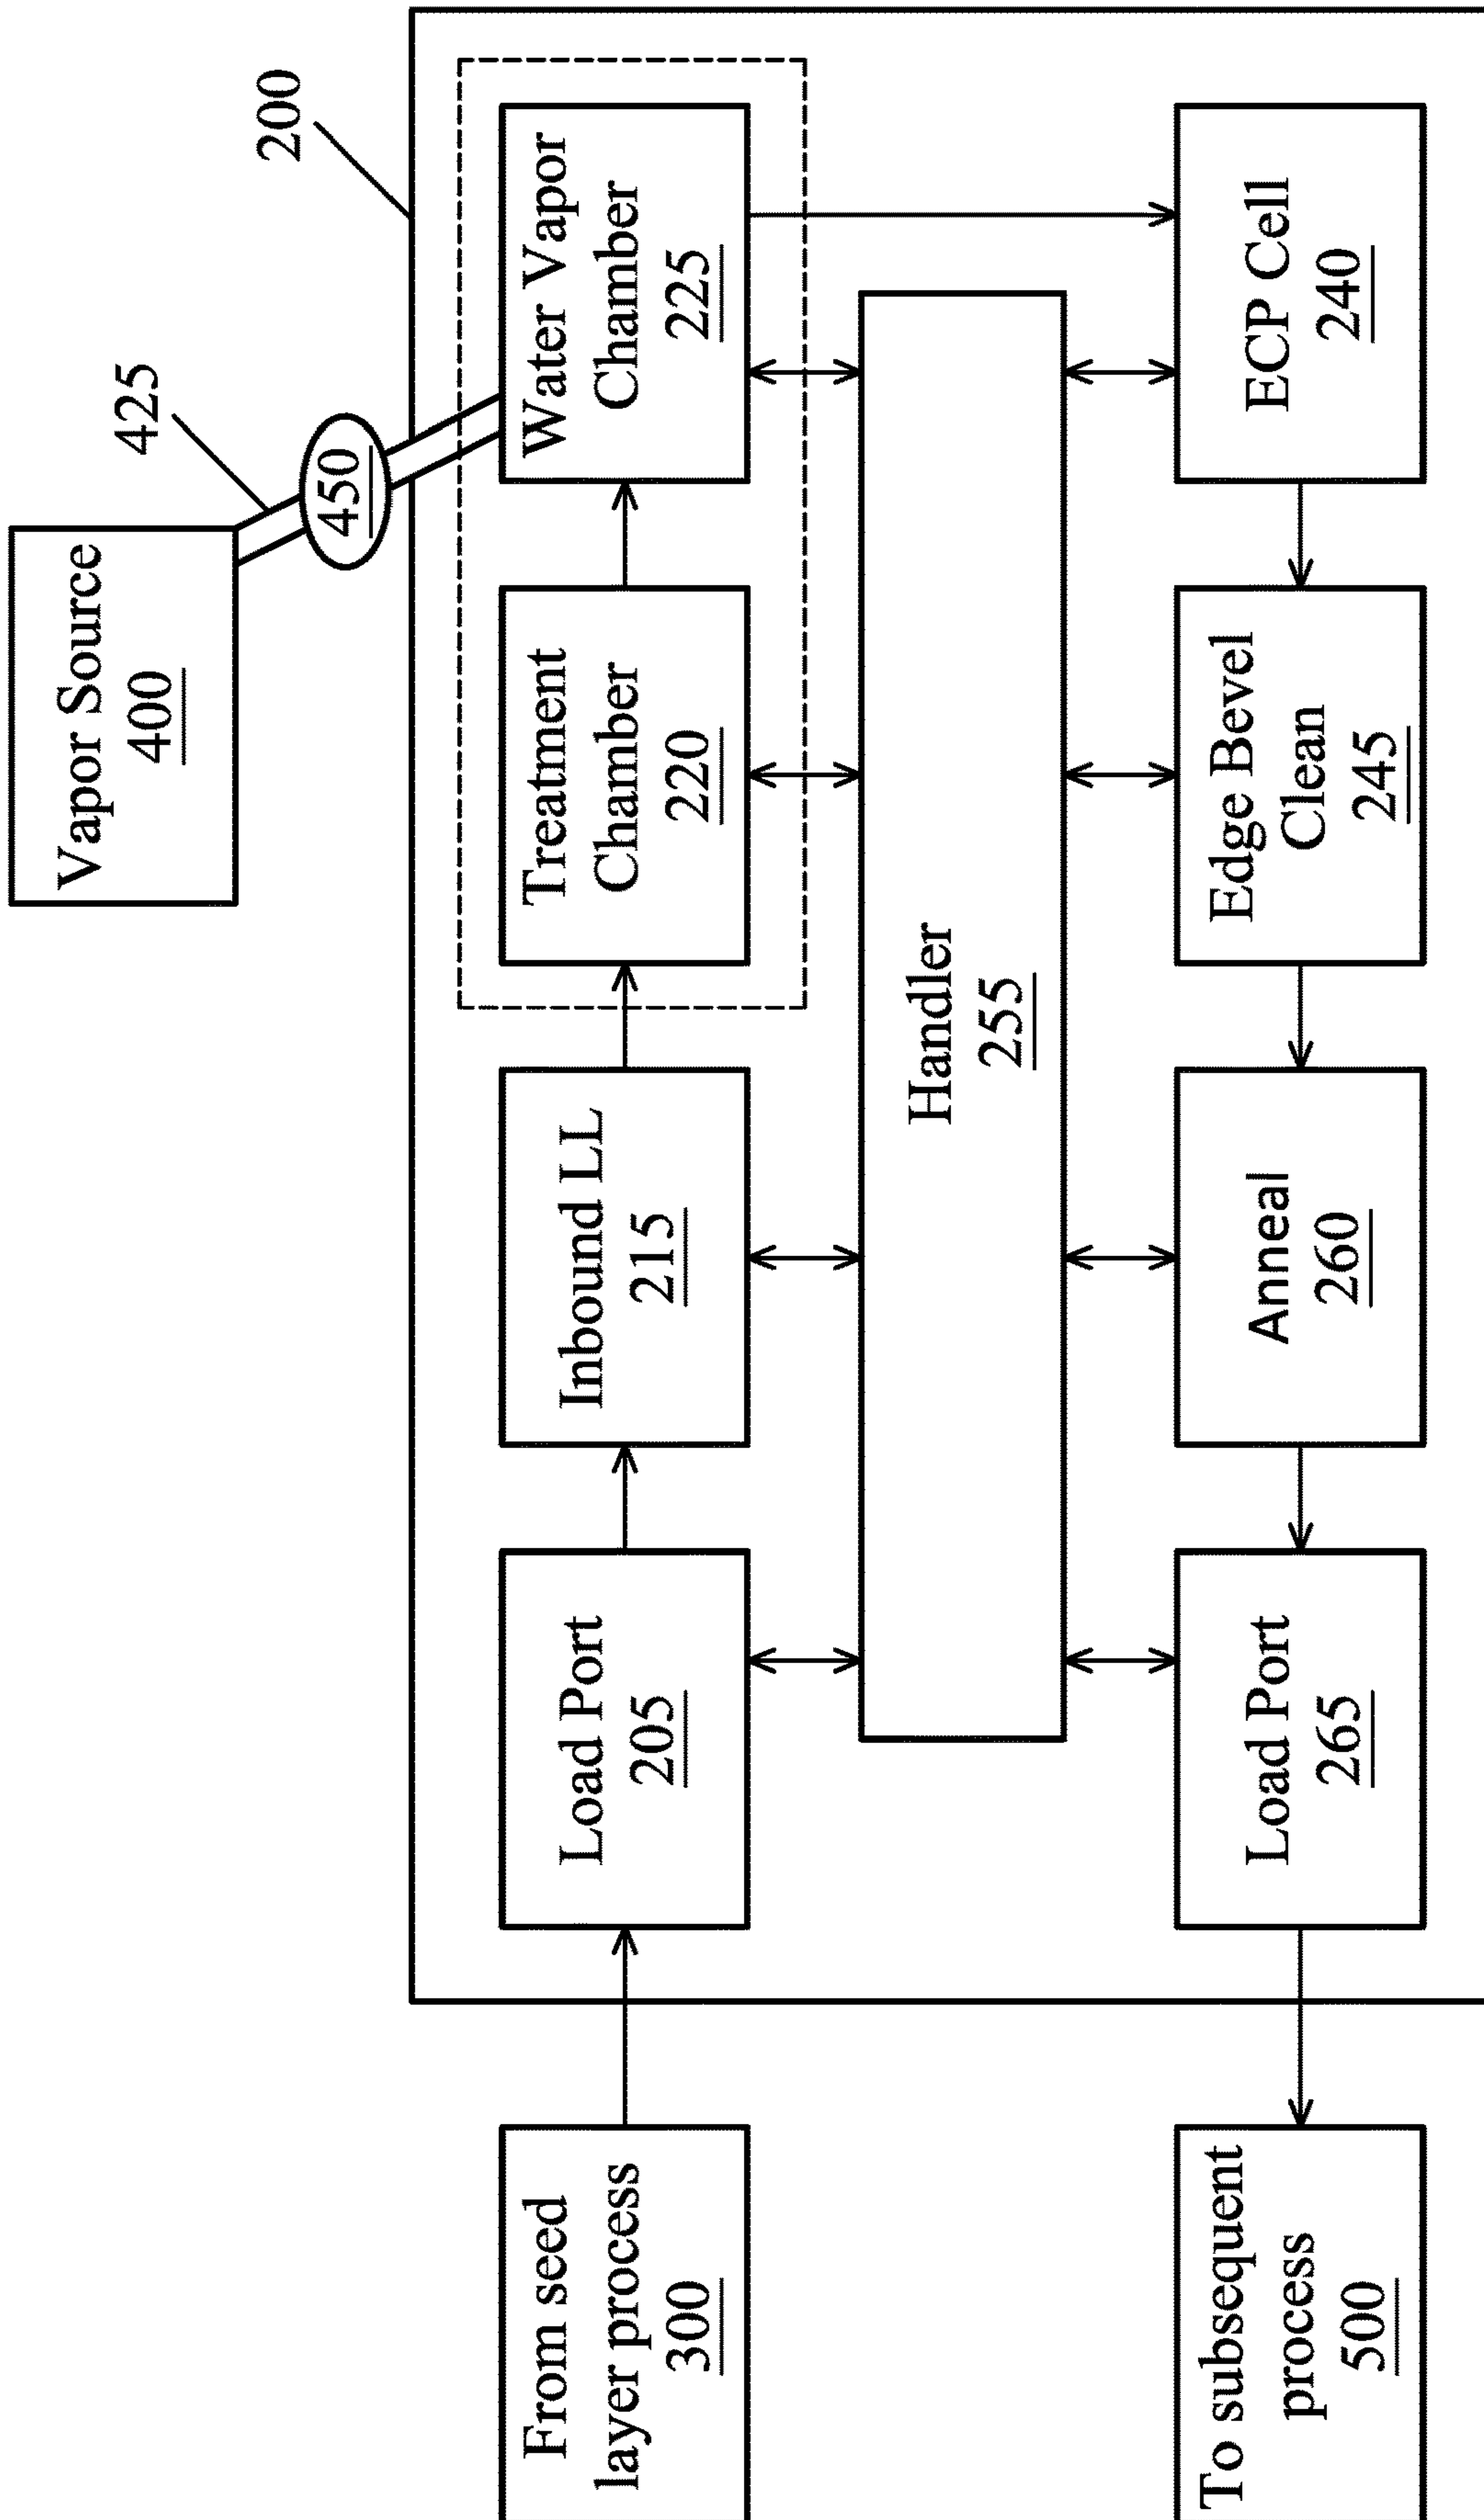 Vapor Source
400
425
450
200
From seed
layer process
300
Load Port
205
Inbound LL
215
Treatment
Chamber
220
Water Vapor
Chamber
225
Handler
255
To subsequent
process
500
Load Port
265
Anneal
260
Edge Bevel
Clean
245
ECP Cell
240